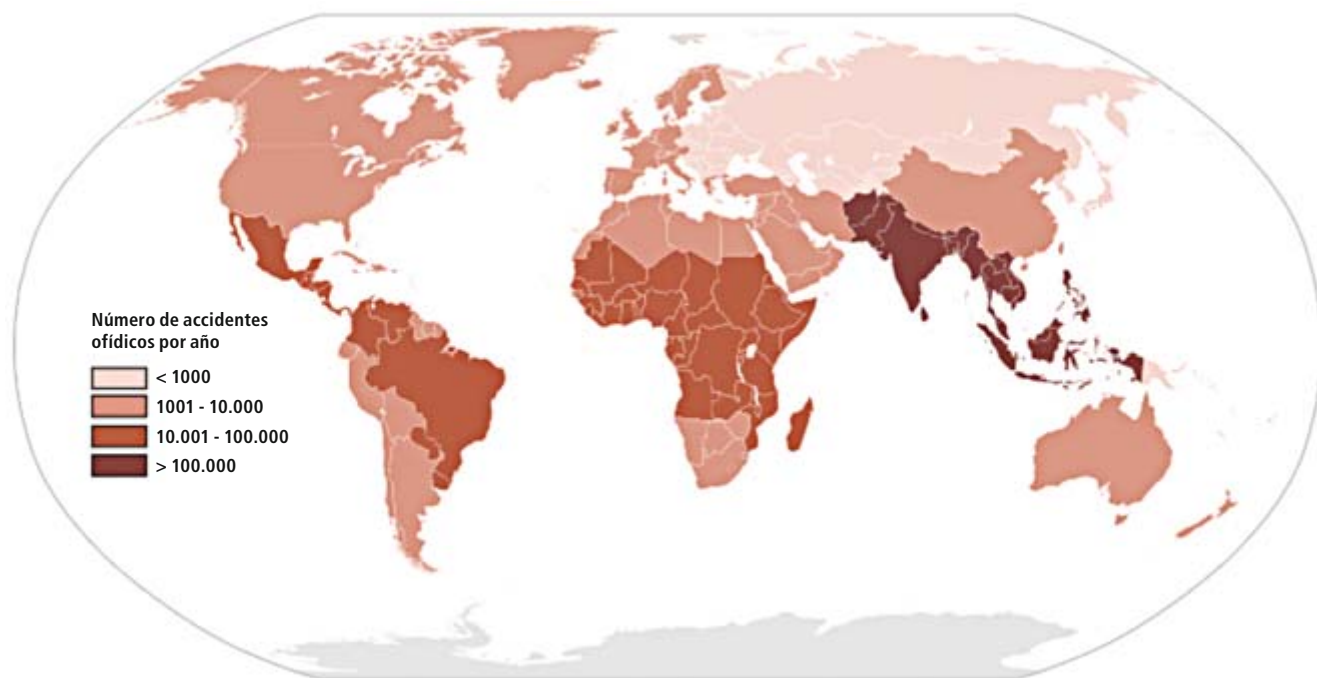 Número de accidentes
ofídicos por año
< 1000
1001 - 10.000
10.001 - 100.000
> 100.000